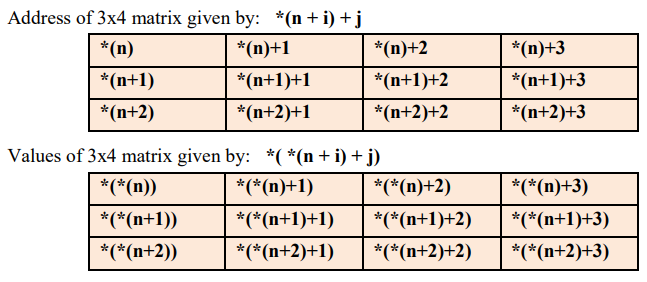 Address of 3x4 matrix given by: *(n + i) + j
*(n) *(n)+1 *(n)+2 *(n)+3
*(n+1) *(n+1)+1 *(n+1)+2 *(n+1)+3
*(n+2) *(n+2)+1 *(n+2)+2 *(n+2)+3
Values of 3x4 matrix given by: *( *(n + i) + j)
*(*(n)) *(*(n)+1) *(*(n)+2) *(*(n)+3)
*(*(n+1)) *(*(n+1)+1) *(*(n+1)+2) *(*(n+1)+3)
*(*(n+2)) *(*(n+2)+1) *(*(n+2)+2) *(*(n+2)+3)